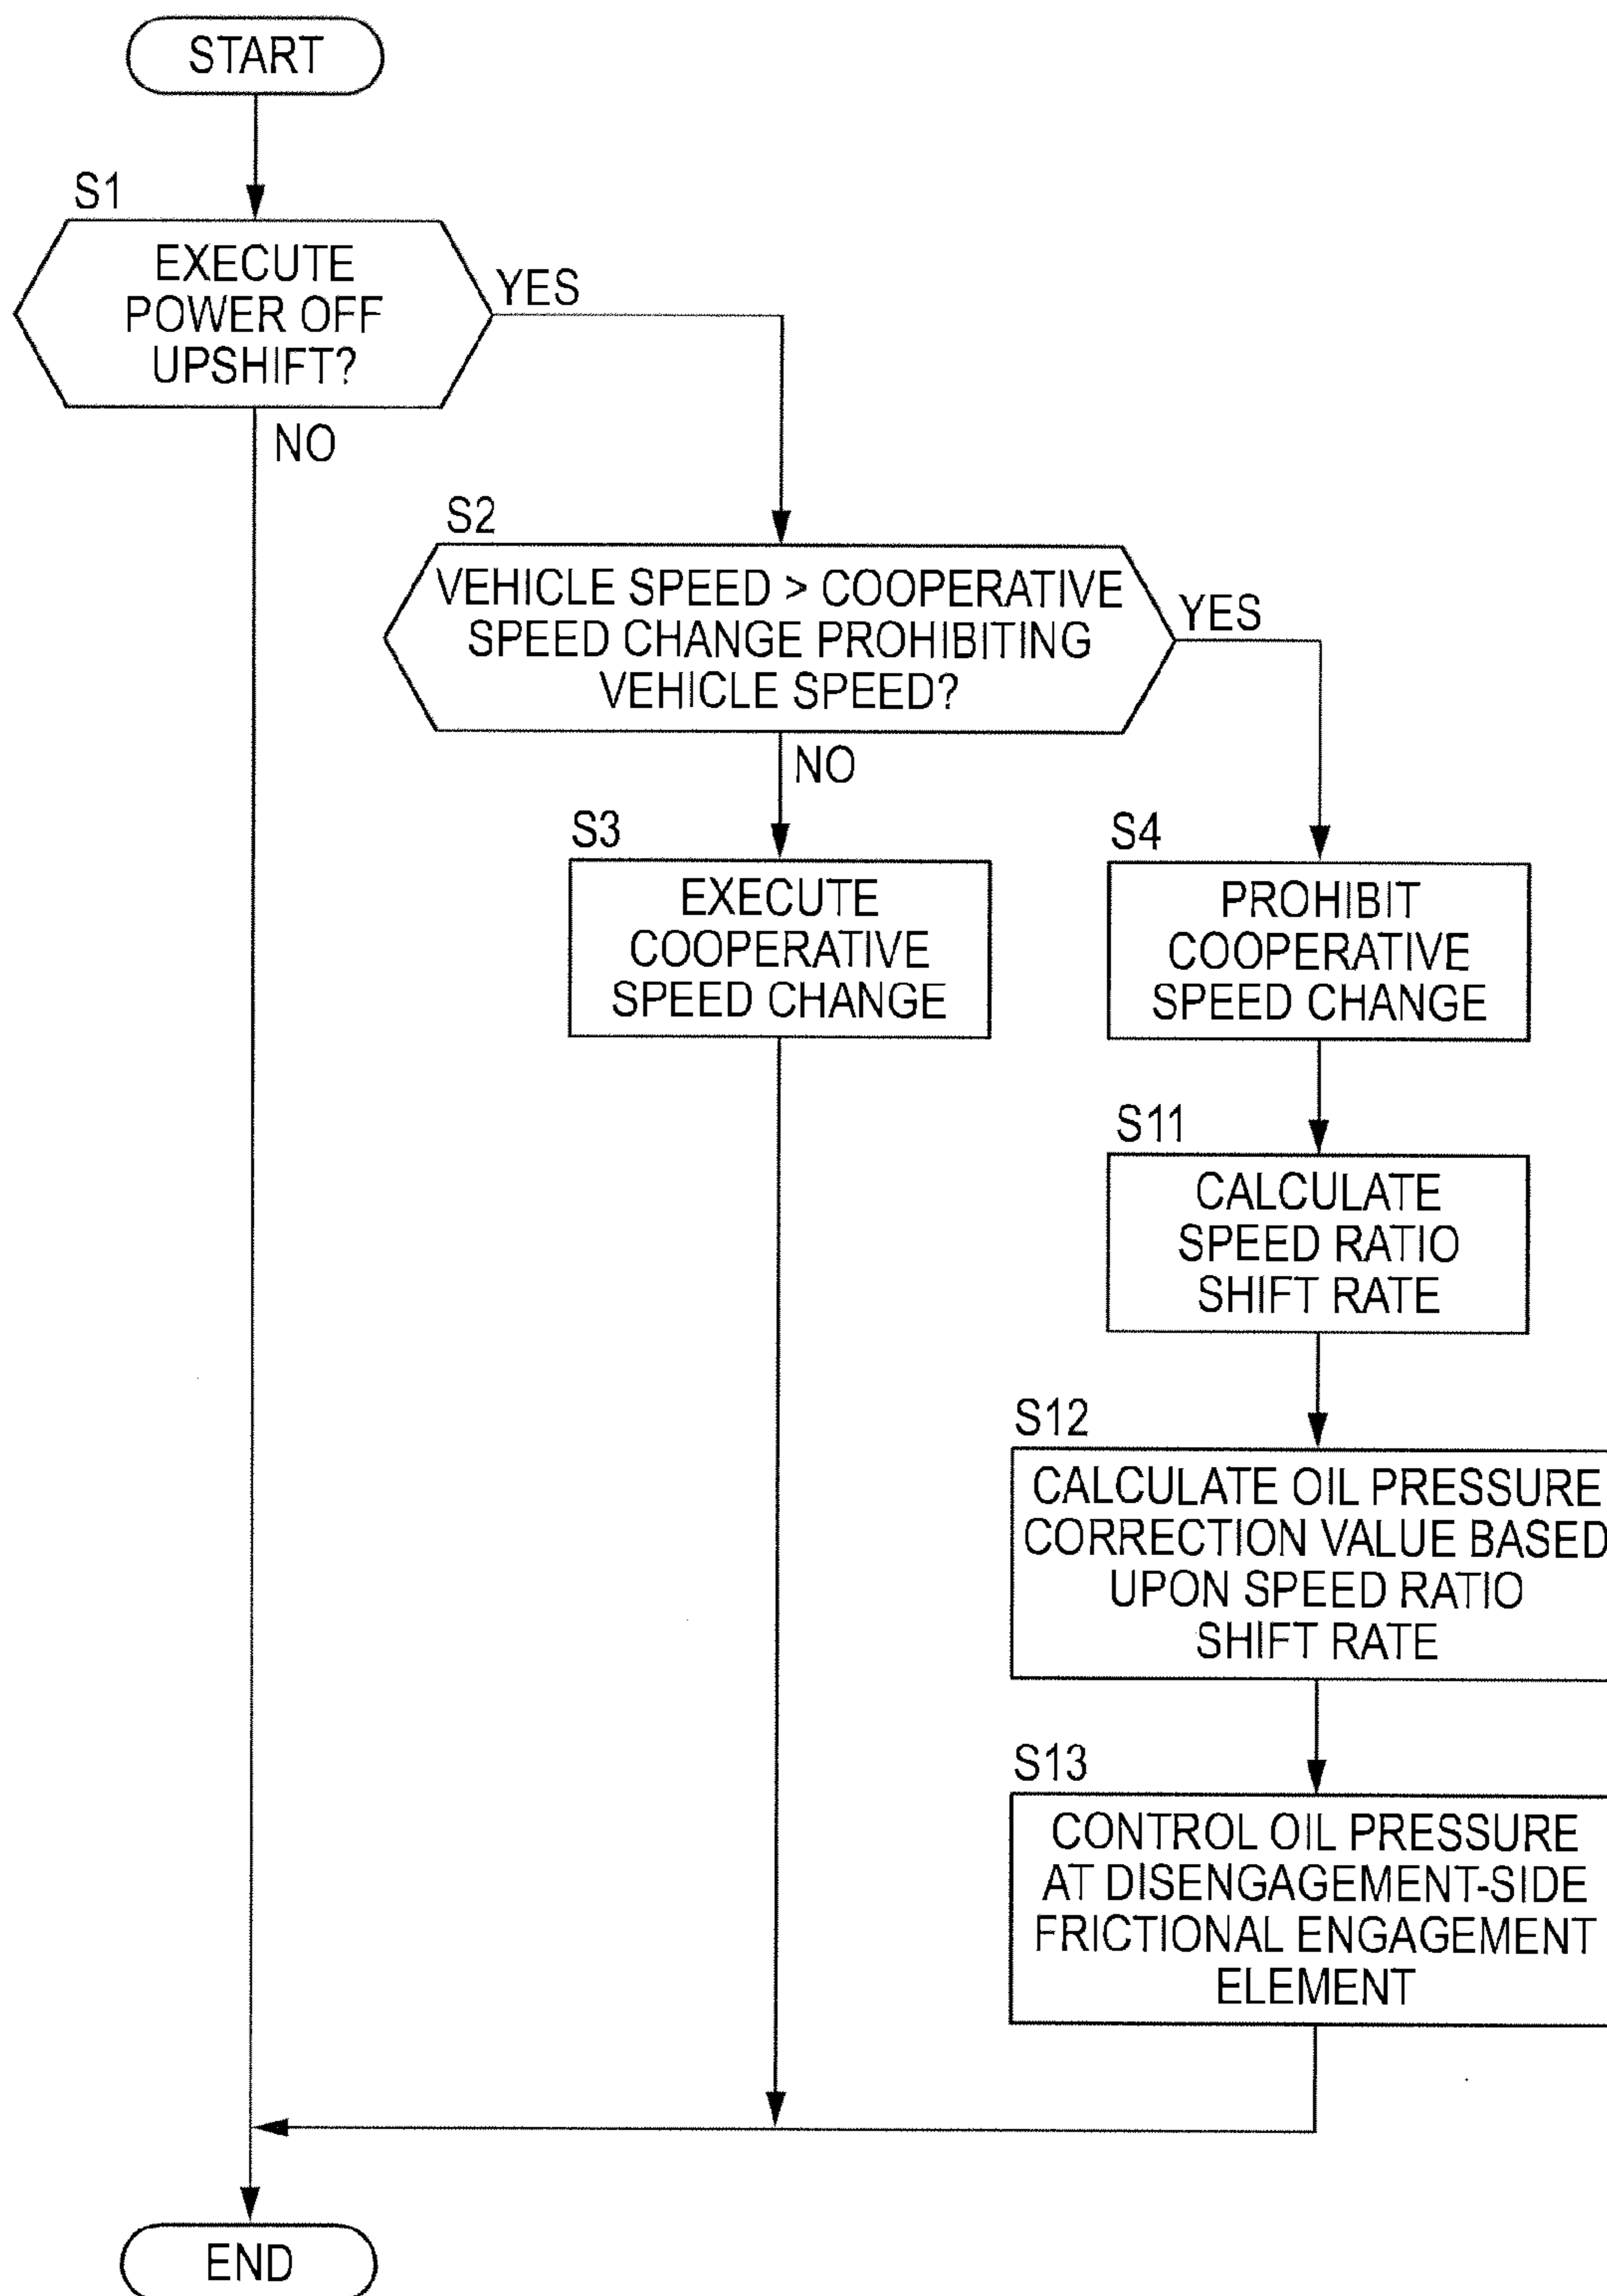 START
S1
EXECUTE
POWER OFF
UPSHIFT?
YES
NO
S2
VEHICLE SPEED > COOPERATIVE
SPEED CHANGE PROHIBITING
VEHICLE SPEED?
YES
NO
S3
EXECUTE
COOPERATIVE
SPEED CHANGE
S4
PROHIBIT
COOPERATIVE
SPEED CHANGE
S11
CALCULATE
SPEED RATIO
SHIFT RATE
S12
CALCULATE OIL PRESSURE
CORRECTION VALUE BASED
UPON SPEED RATIO
SHIFT RATE
S13
CONTROL OIL PRESSURE
AT DISENGAGEMENT-SIDE
FRICTIONAL ENGAGEMENT
ELEMENT
END